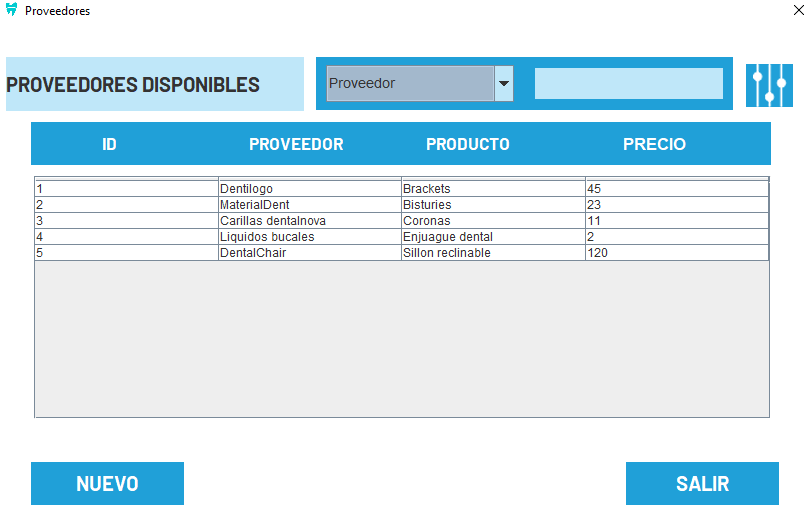 Proveedores
PROVEEDORES DISPONIBLES Proveedor
ID PROVEEDOR PRODUCTO PRECIO
1 Dentilogo Brackets 45
2 MaterialDent Bisturies 23
3 Carillas dentalnova Coronas 11
4 Liquidos bucales Enjuague dental 2
5 DentalChair Sillon reclinable 120
NUEVO SALIR